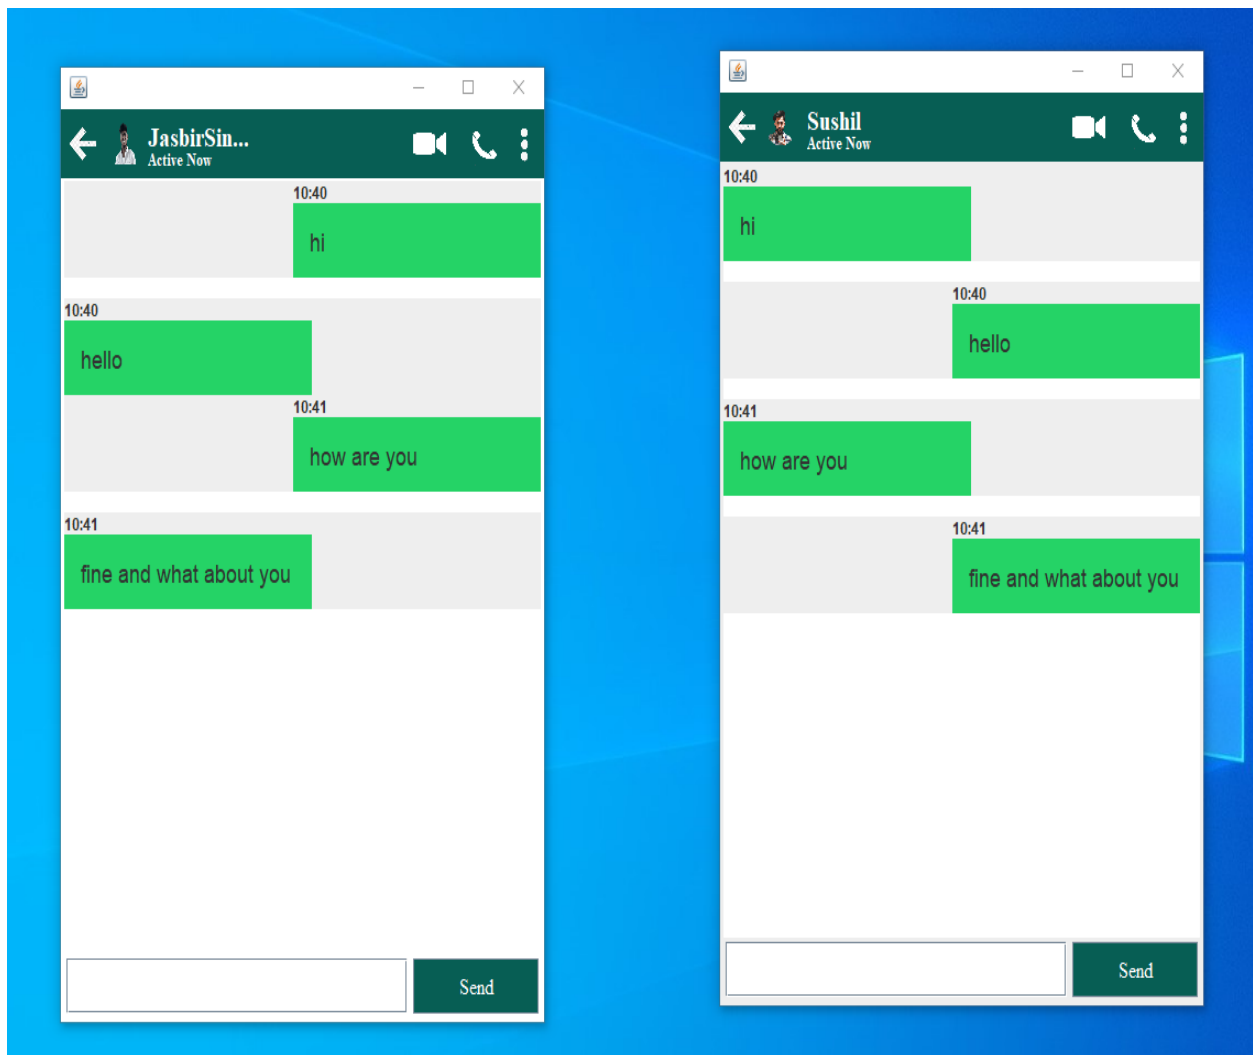 JasbirSin...
Active Now
10:40
hi
10:40
hello
10:41
how are you
10:41
fine and what about you
Send
Sushil
Active Now
10:40
hi
10:40
hello
10:41
how are you
10:41
fine and what about you
Send